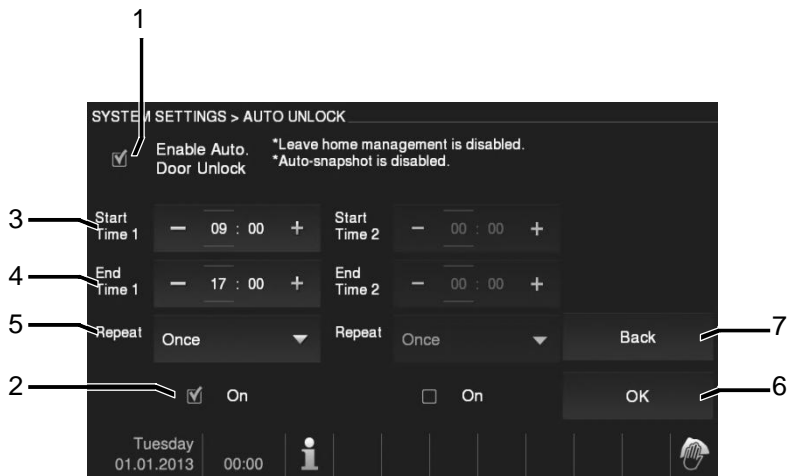 1
SYSTEM SETTINGS > AUTO UNLOCK
Enable Auto.
Door Unlock
*Leave home management is disabled.
*Auto-snapshot is disabled.
3
Start
Time 1
− 09 : 00 +
Start
Time 2
− 00 : 00 +
4
End
Time 1
− 17 : 00 +
End
Time 2
− 00 : 00 +
5
Repeat
Once
Repeat
Once
Back
7
2
On
On
OK
6
Tuesday
01.01.2013
00:00